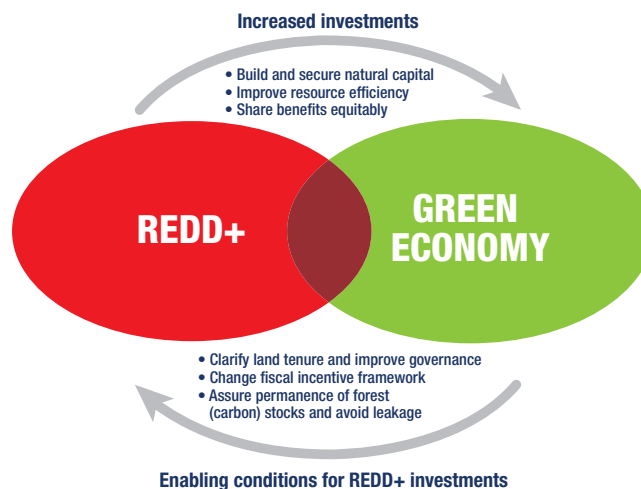 Increased investments
• Build and secure natural capital
• Improve resource efficiency
• Share benefits equitably
REDD+
GREEN
ECONOMY
• Clarify land tenure and improve governance
• Change fiscal incentive framework
• Assure permanence of forest
(carbon) stocks and avoid leakage
Enabling conditions for REDD+ investments